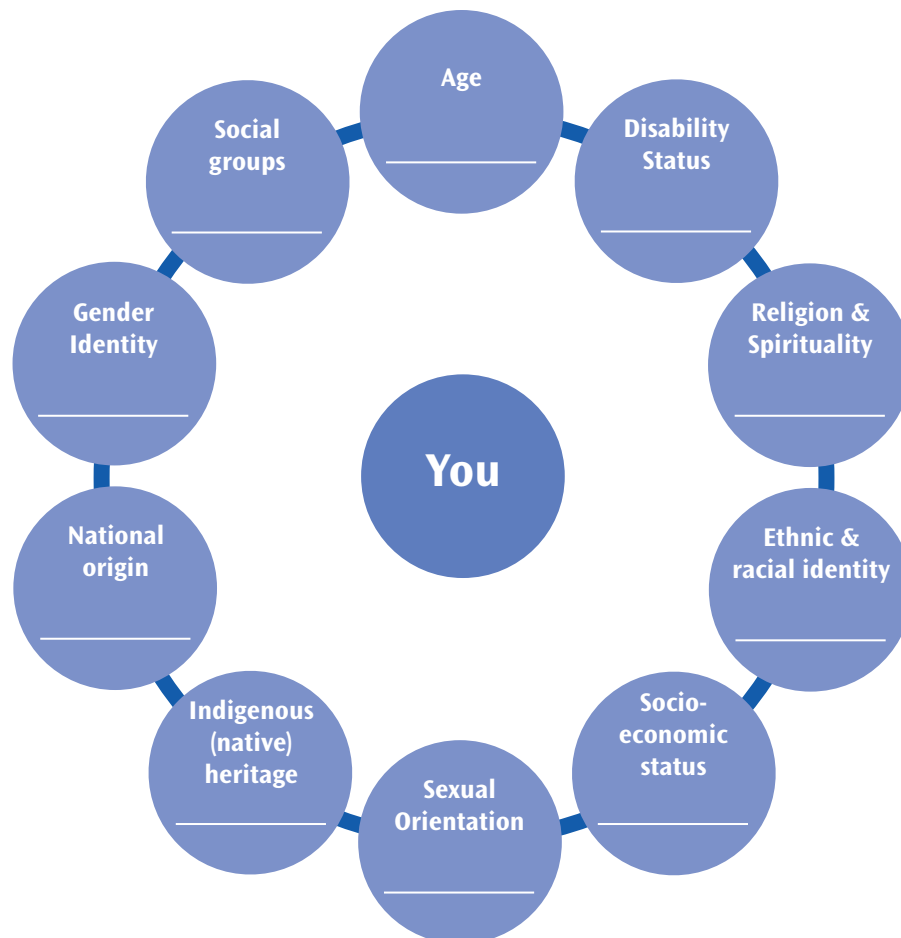 Age
Disability
Status
Religion &
Spirituality
Ethnic &
racial identity
Socio-
economic
status
Sexual
Orientation
Indigenous
(native)
heritage
National
origin
Gender
Identity
Social
groups
You